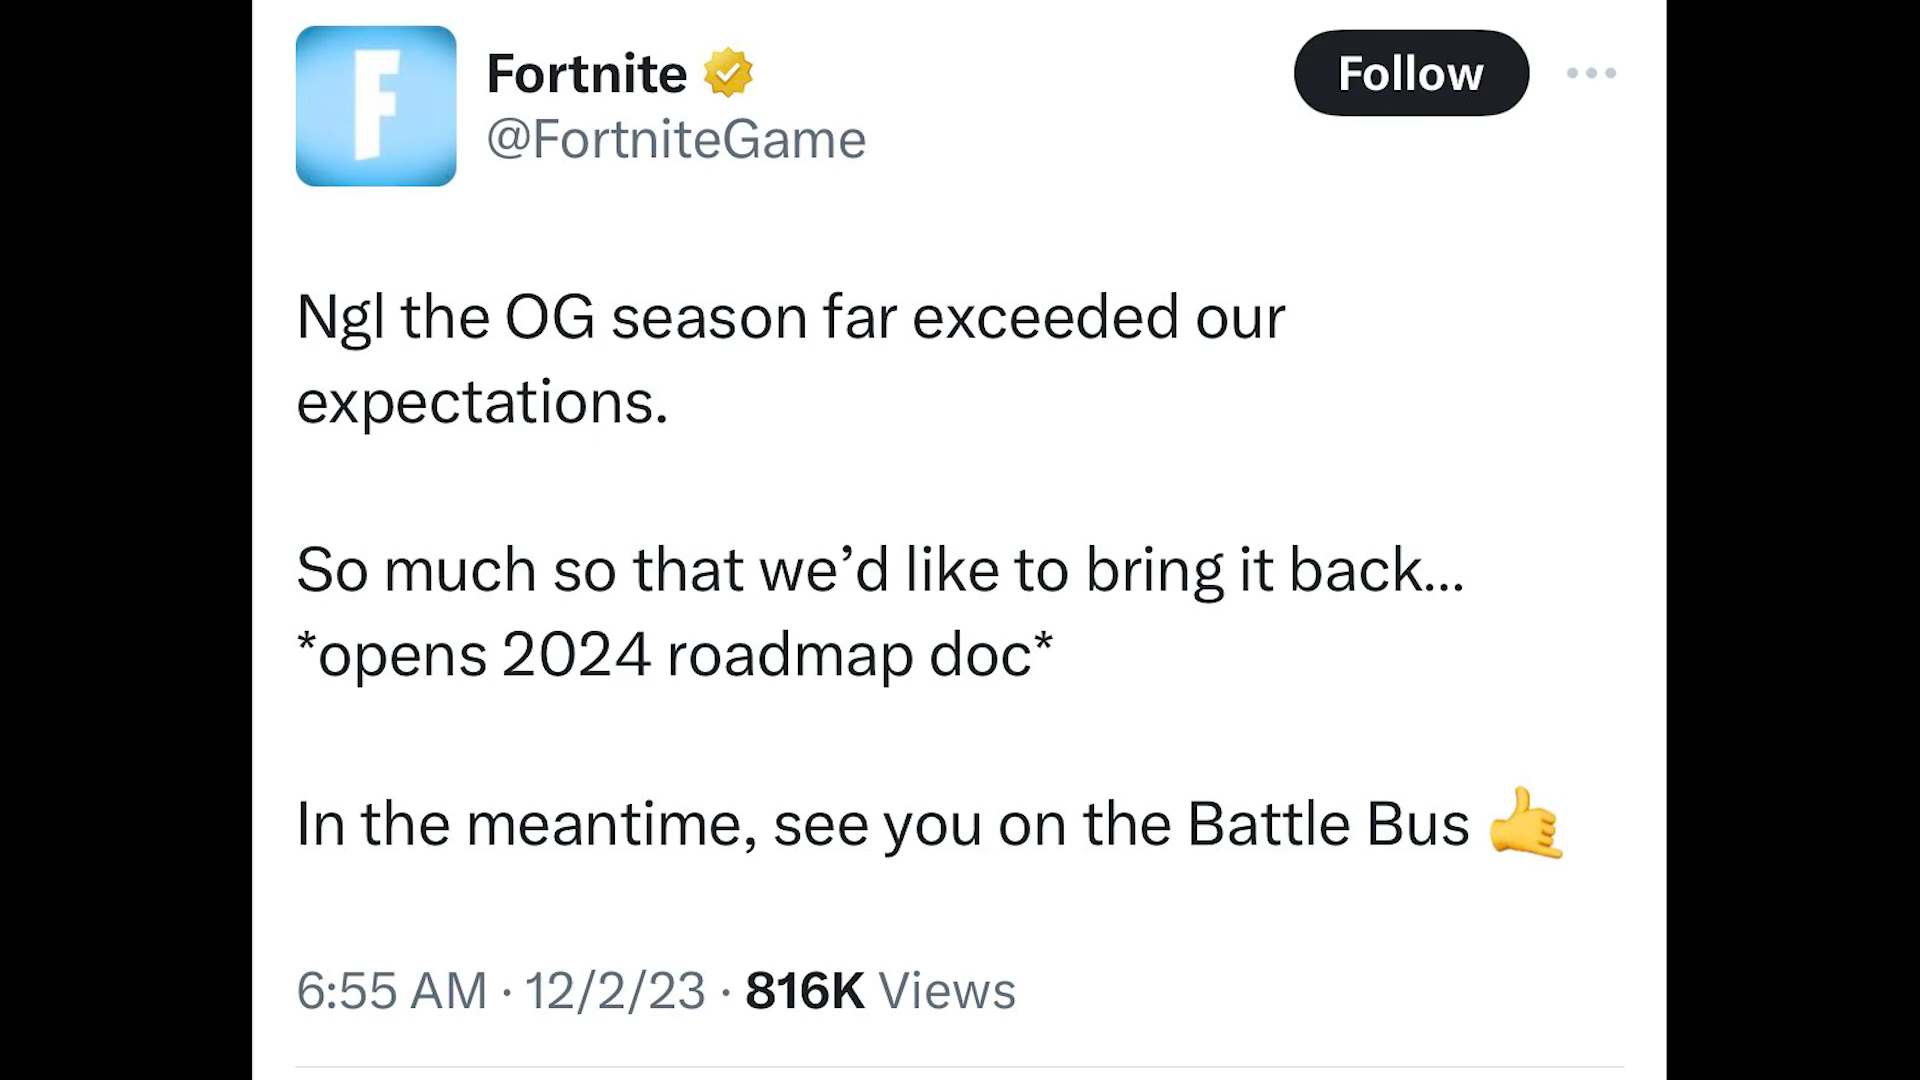 F
Fortnite
@FortniteGame
Follow
Ngl the OG season far exceeded our
expectations.
So much so that we’d like to bring it back...
*opens 2024 roadmap doc*
In the meantime, see you on the Battle Bus 🤙
6:55 AM · 12/2/23 · 816K Views